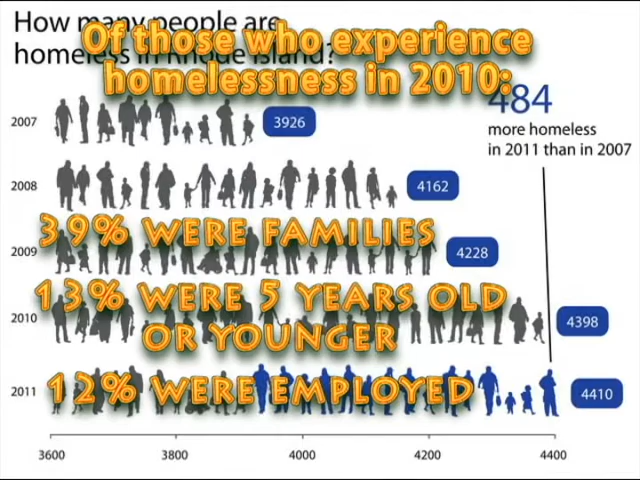 How many people are
homeless in Rhode Island?
Of those who experience
homelessness in 2010:
484
more homeless
in 2011 than in 2007
2007
3926
2008
4162
39% WERE FAMILIES
2009
4228
13% WERE 5 YEARS OLD
OR YOUNGER
2010
4398
12% WERE EMPLOYED
2011
4410
3600
3800
4000
4200
4400